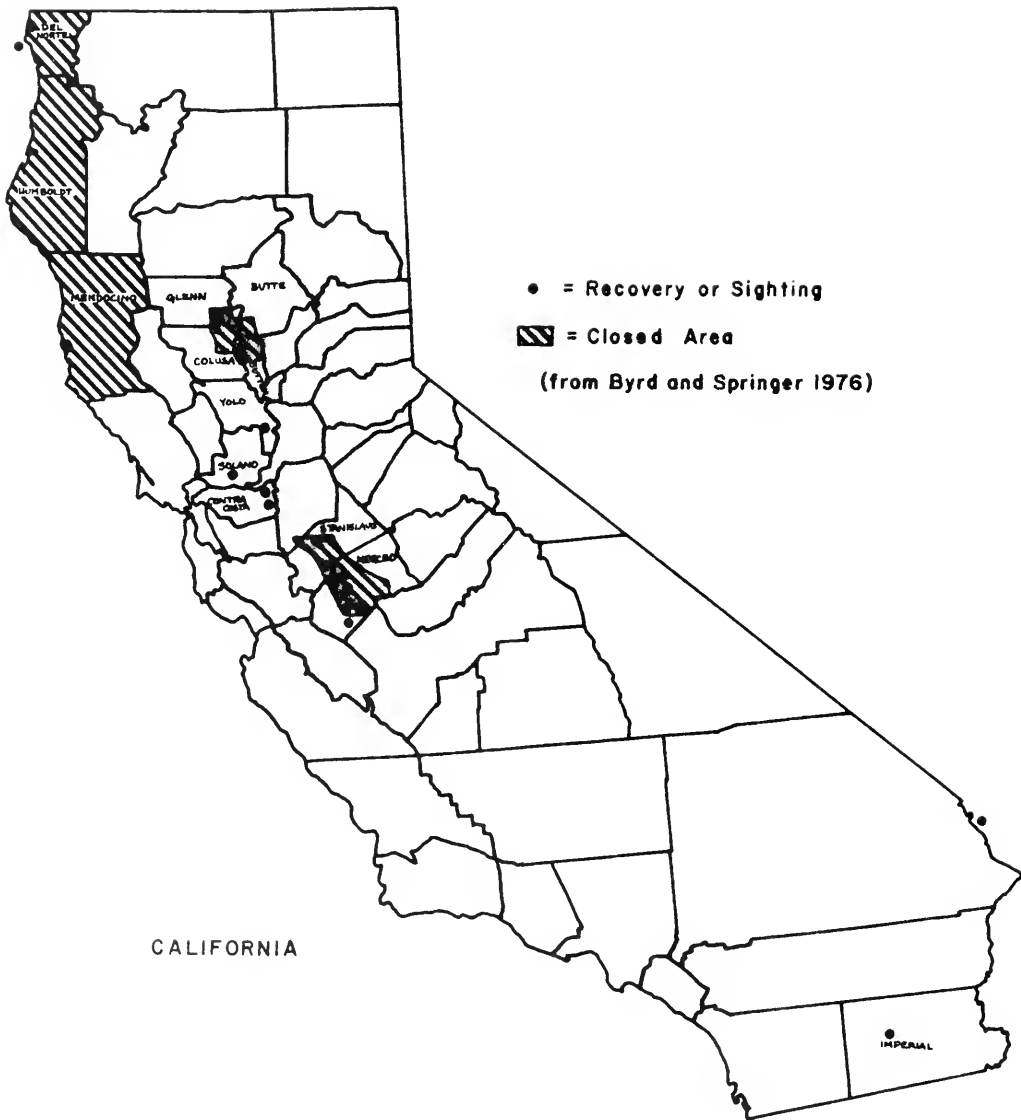 DEL
NORTE
HUMBOLDT
MENDOCINO
GLENN
BUTTE
COLUSA
YOLO
SOLANO
CONTRA
COSTA
STANISLAUS
MERCED
• = Recovery or Sighting
= Closed Area
(from Byrd and Springer 1976)
CALIFORNIA
IMPERIAL